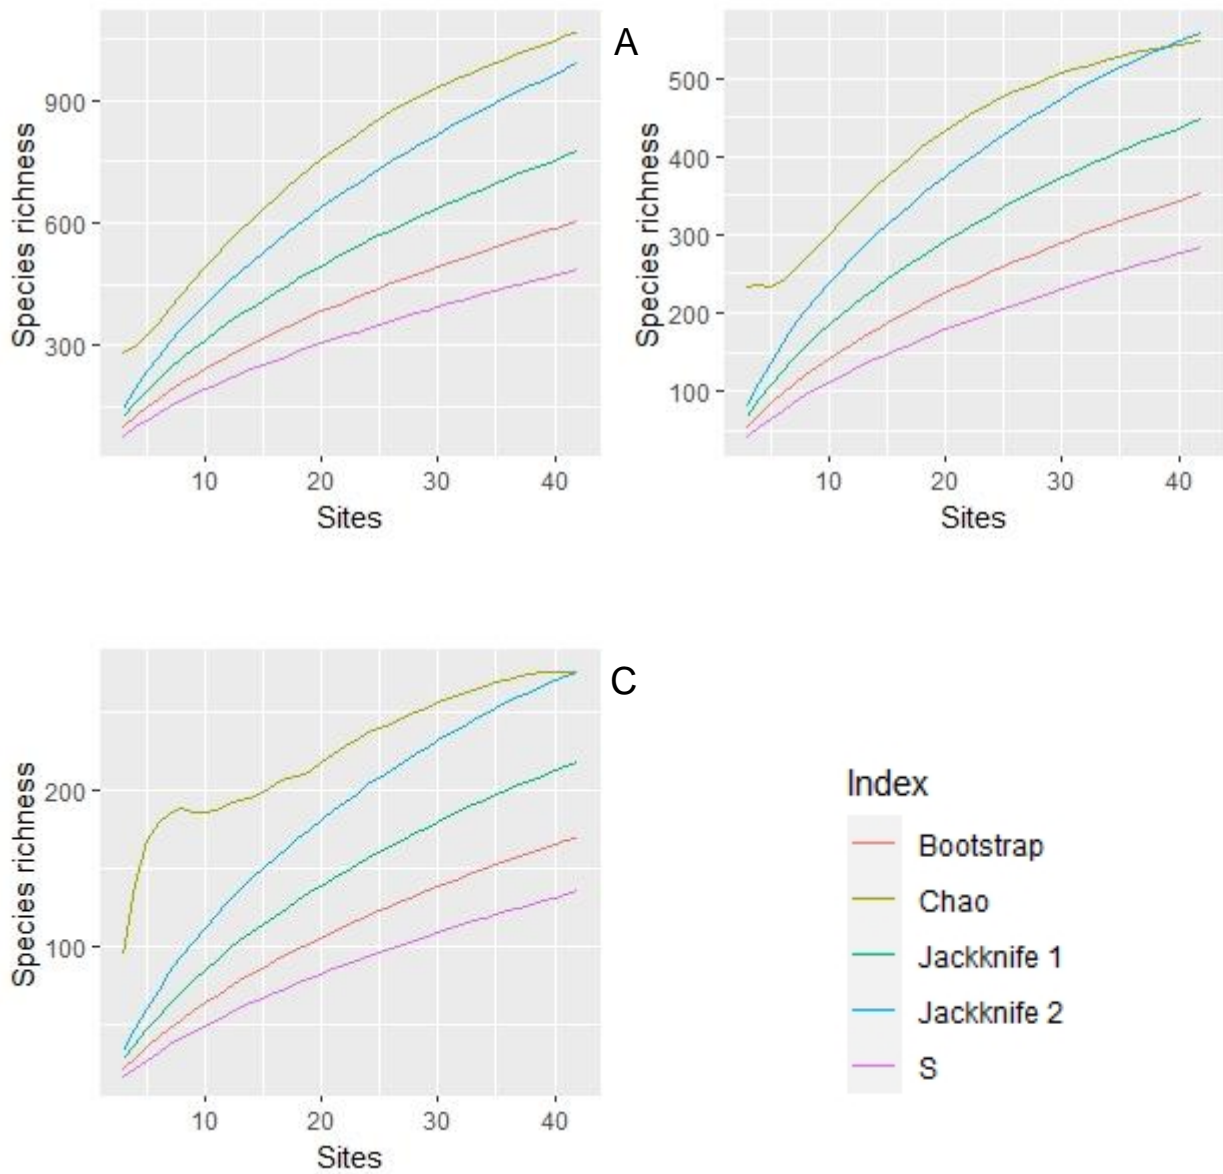 A
Species richness
900
600
300
10 20 30 40
Sites
Species richness
500
400
300
200
100
10 20 30 40
Sites
C
Species richness
200
100
10 20 30 40
Sites
Index
Bootstrap
Chao
Jackknife 1
Jackknife 2
S